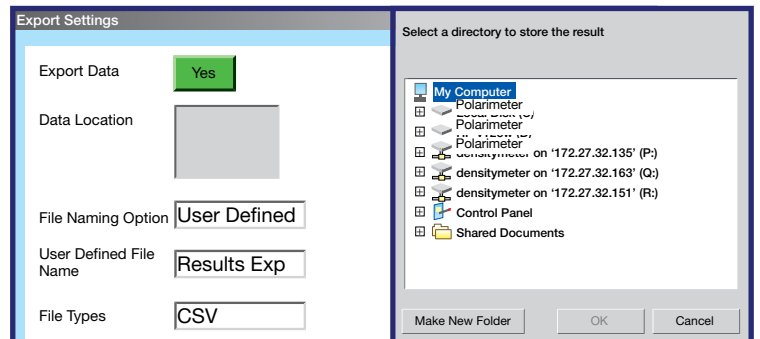 Export Settings
Export Data
Yes
Data Location
File Naming Option
User Defined
User Defined File
Name
Results Exp
File Types
CSV
Select a directory to store the result
My Computer
Polarimeter
Polarimeter
Polarimeter
densitymeter on ‘172.27.32.135’ (P:)
densitymeter on ‘172.27.32.163’ (Q:)
densitymeter on ‘172.27.32.151’ (R:)
Control Panel
Shared Documents
Make New Folder
OK
Cancel